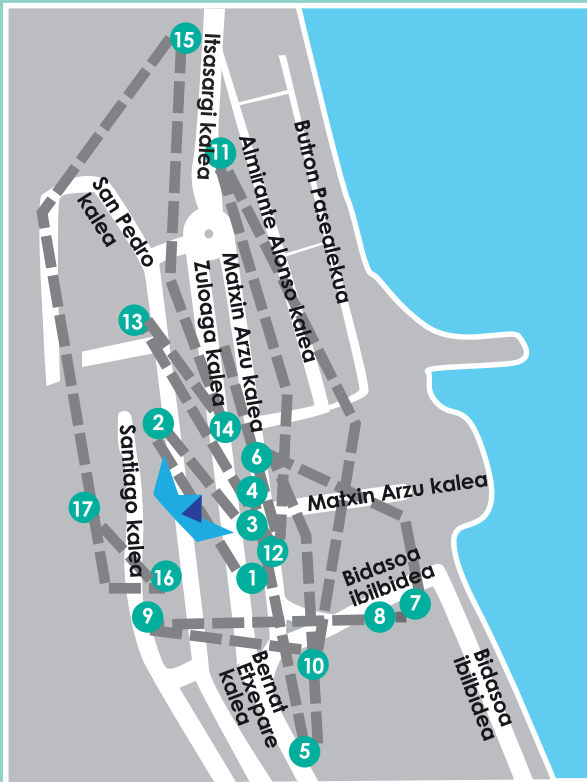 15
Itsasargi kalea
11
Almirante Alonso kalea
Butron Pasealekua
San Pedro
kalea
Zuloaga kalea
Matxin Arzu kalea
13
2
14
6
Santiago kalea
4
Matxin Arzu kalea
17
3
12
16
1
Bidasoa
ibilbidea
9
8
7
10
Bernat
Etxepare
kalea
Bidasoa
ibilbidea
5